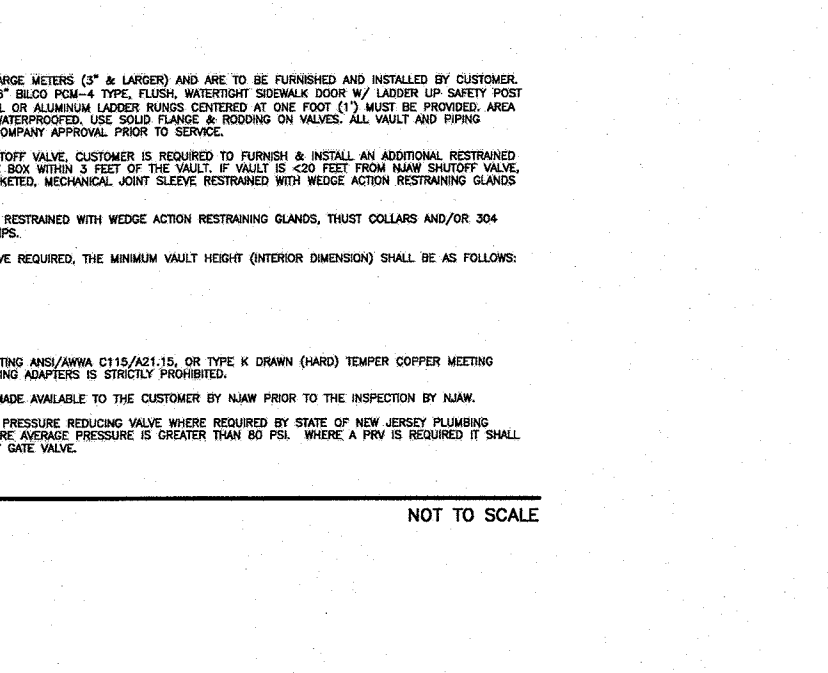 ARGE METERS (3" & LARGER) AND ARE TO BE FURNISHED AND INSTALLED BY CUSTOMER.
6" BILCO PCM-4 TYPE, FLUSH, WATERTIGHT SIDEWALK DOOR W/ LADDER UP SAFETY POST
L OR ALUMINUM LADDER RUNGS CENTERED AT ONE FOOT (1') MUST BE PROVIDED. AREA
WATERPROOFED. USE SOLID FLANGE & RODDING ON VALVES. ALL VAULT AND PIPING
OMPANY APPROVAL PRIOR TO SERVICE.
TOFF VALVE, CUSTOMER IS REQUIRED TO FURNISH & INSTALL AN ADDITIONAL RESTRAINED
E BOX WITHIN 3 FEET OF THE VAULT. IF VAULT IS <20 FEET FROM NJAW SHUTOFF VALVE,
KETED, MECHANICAL JOINT SLEEVE RESTRAINED WITH WEDGE ACTION RESTRAINING GLANDS
RESTRAINED WITH WEDGE ACTION RESTRAINING GLANDS, THUST COLLARS AND/OR 304
IPS.
VE REQUIRED, THE MINIMUM VAULT HEIGHT (INTERIOR DIMENSION) SHALL BE AS FOLLOWS:
TING ANSI/AWWA C115/A21.15, OR TYPE K DRAWN (HARD) TEMPER COPPER MEETING
ING ADAPTERS IS STRICTLY PROHIBITED.
MADE AVAILABLE TO THE CUSTOMER BY NJAW PRIOR TO THE INSPECTION BY NJAW.
PRESSURE REDUCING VALVE WHERE REQUIRED BY STATE OF NEW JERSEY PLUMBING
RE AVERAGE PRESSURE IS GREATER THAN 80 PSI. WHERE A PRV IS REQUIRED IT SHALL
GATE VALVE.
NOT TO SCALE